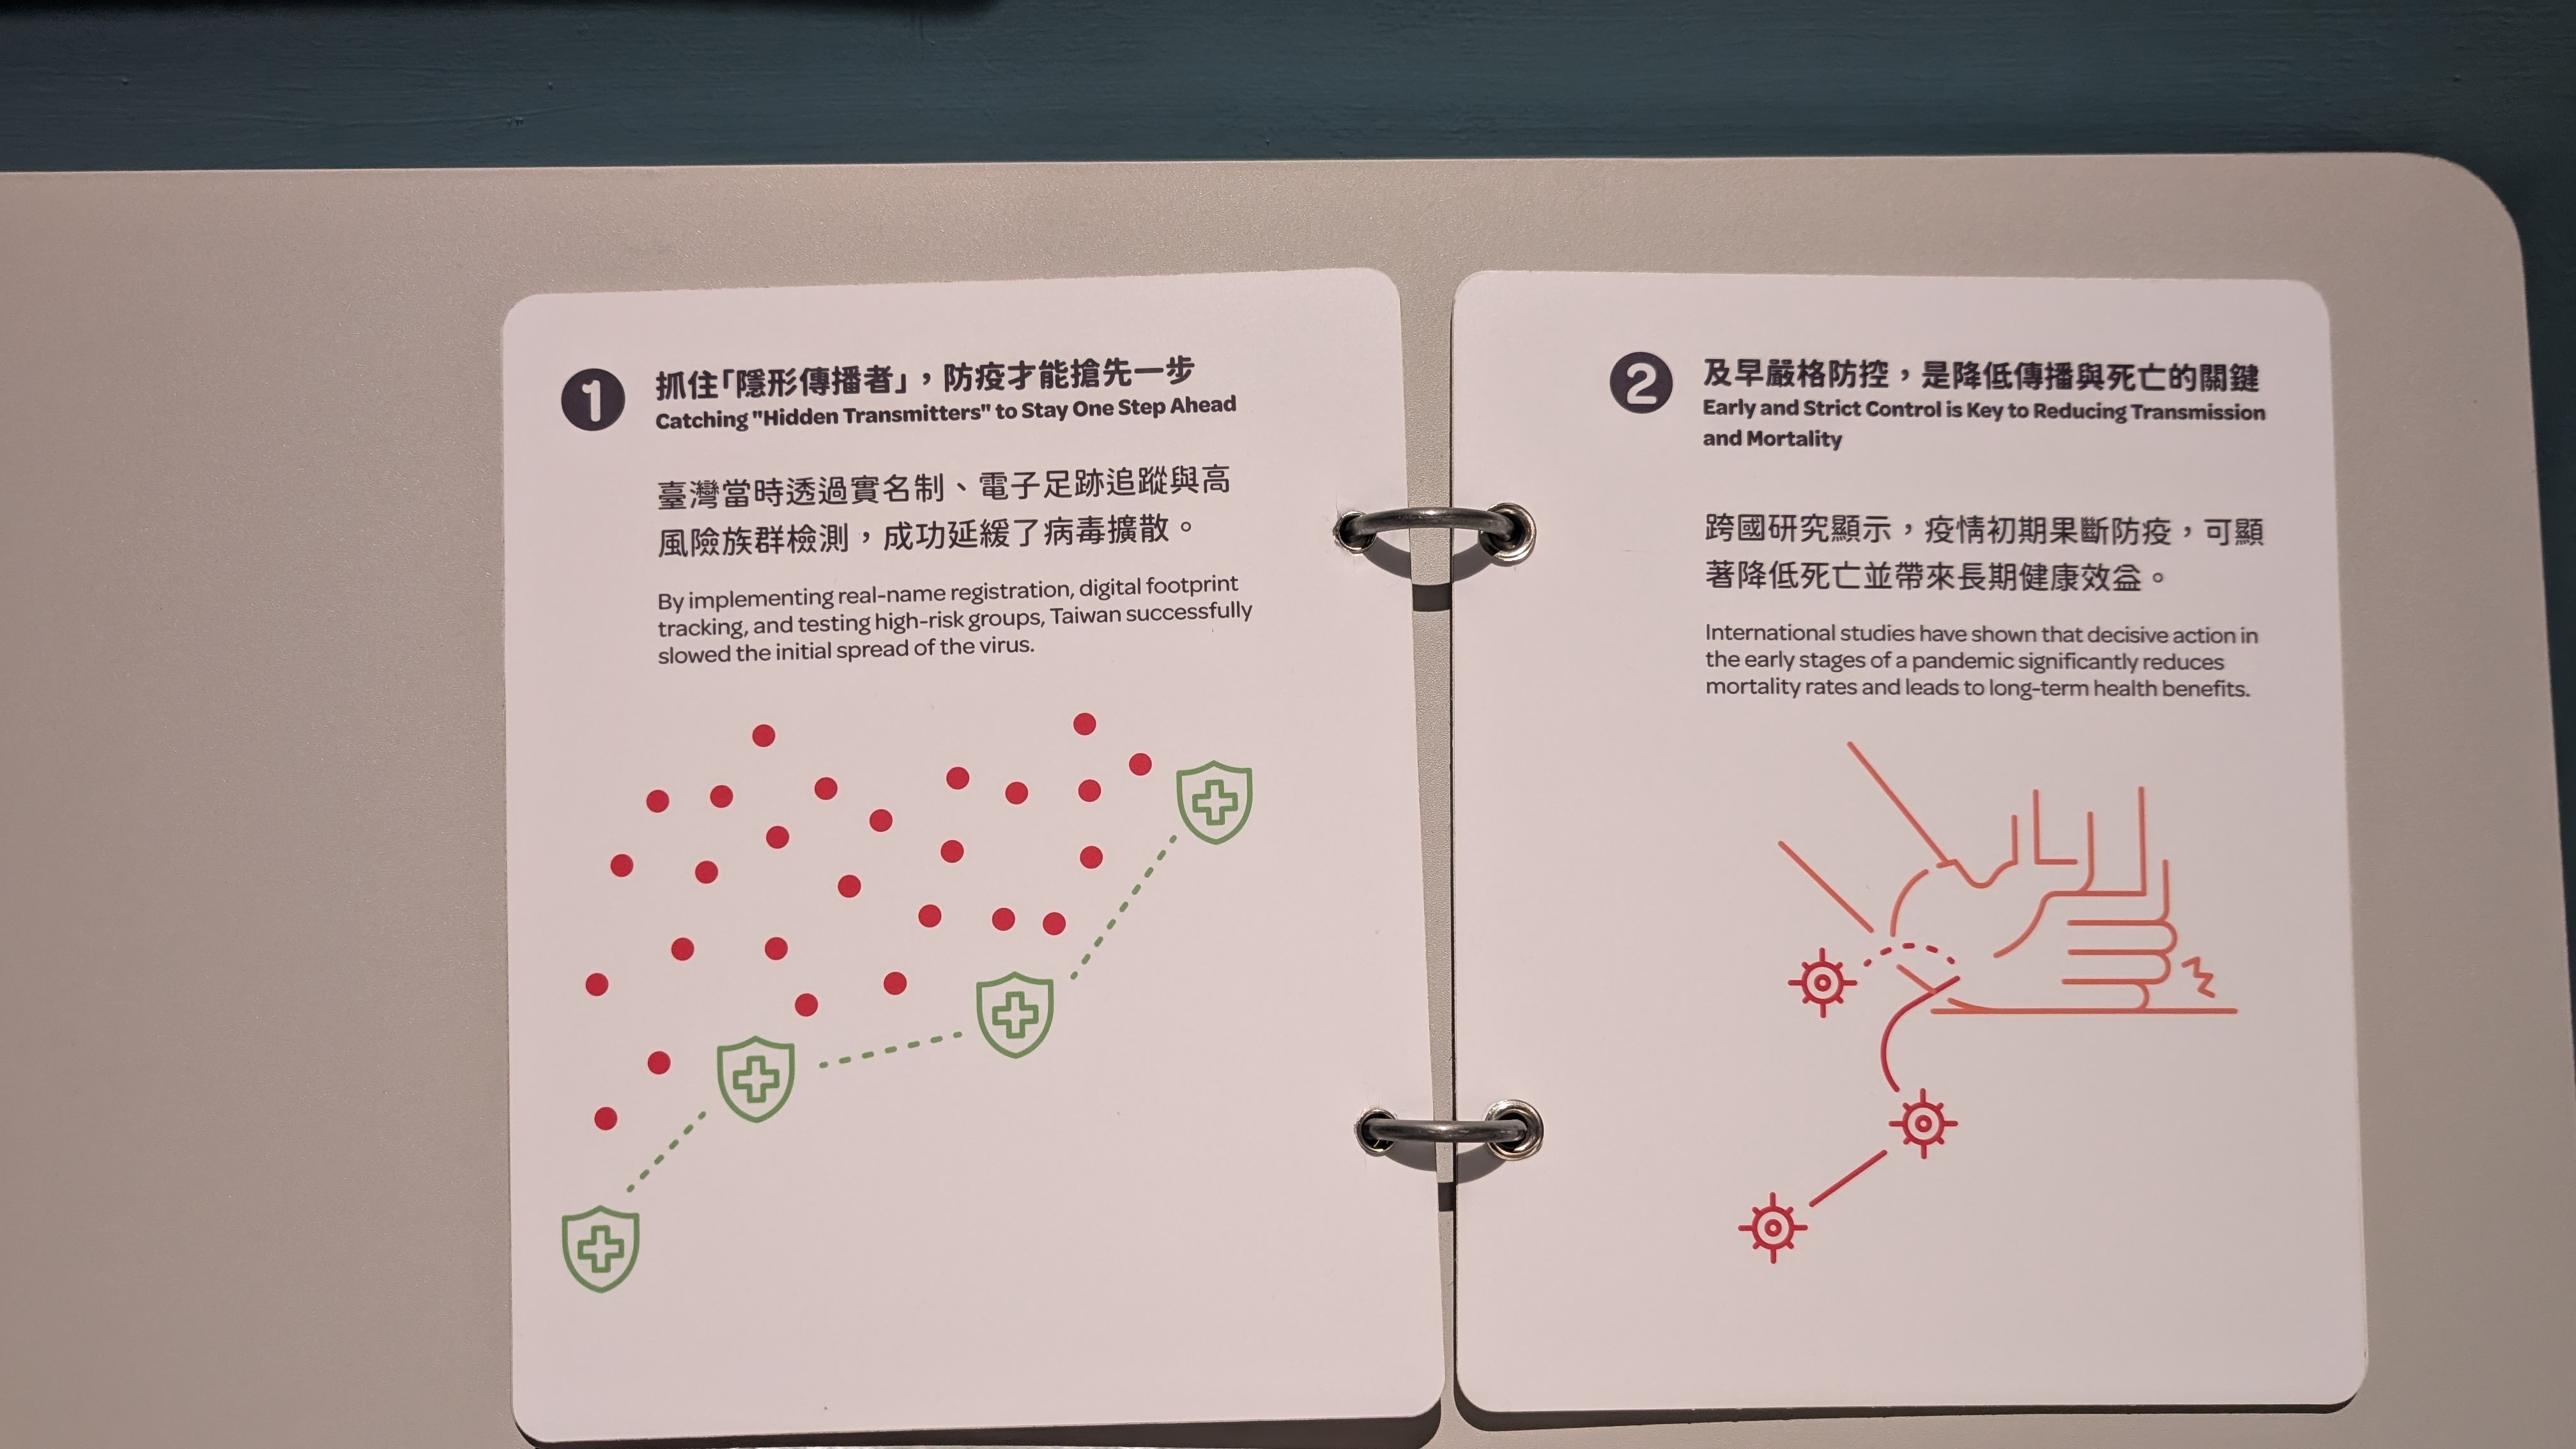 1
抓住「隱形傳播者」，防疫才能搶先一步
Catching "Hidden Transmitters" to Stay One Step Ahead
臺灣當時透過實名制、電子足跡追蹤與高
風險族群檢測，成功延緩了病毒擴散。
By implementing real-name registration, digital footprint
tracking, and testing high-risk groups, Taiwan successfully
slowed the initial spread of the virus.
2
及早嚴格防控，是降低傳播與死亡的關鍵
Early and Strict Control is Key to Reducing Transmission
and Mortality
跨國研究顯示，疫情初期果斷防疫，可顯
著降低死亡並帶來長期健康效益。
International studies have shown that decisive action in
the early stages of a pandemic significantly reduces
mortality rates and leads to long-term health benefits.